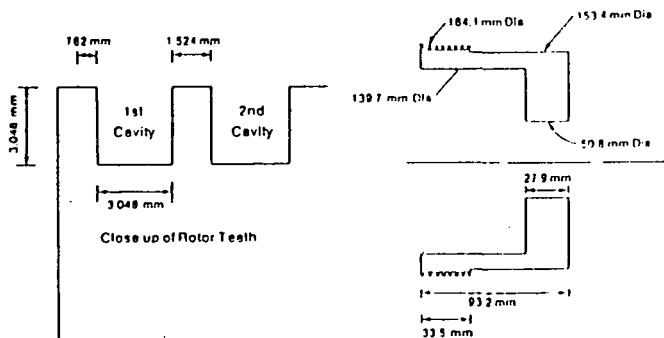 .762 mm
1.524 mm
3.048 mm
1st
Cavity
2nd
Cavity
3.048 mm
Close up of Rotor Teeth
164.1 mm Dia
153.4 mm Dia
139.7 mm Dia
50.8 mm Dia
27.9 mm
93.2 mm
33.5 mm